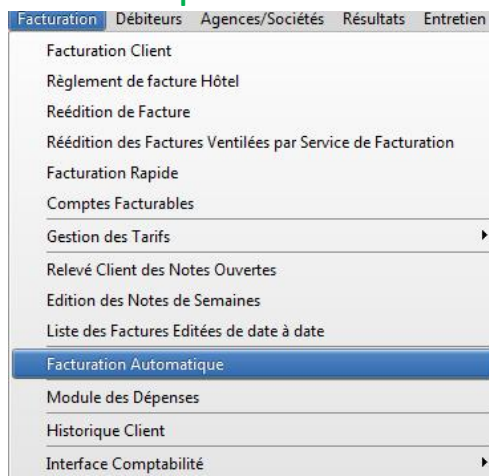 Facturation Débiteurs Agences/Sociétés Résultats Entretien
Facturation Client
Règlement de facture Hôtel
Reédition de Facture
Réédition des Factures Ventilées par Service de Facturation
Facturation Rapide
Comptes Facturables
Gestion des Tarifs
Relevé Client des Notes Ouvertes
Edition des Notes de Semaines
Liste des Factures Editées de date à date
Facturation Automatique
Module des Dépenses
Historique Client
Interface Comptabilité